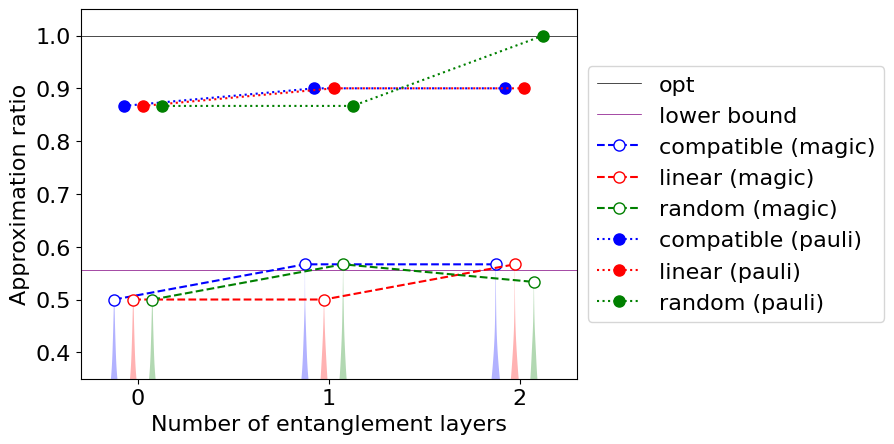 1.0
0.9
0.8
0.7
0.6
0.5
0.4
Approximation ratio
0 1 2
Number of entanglement layers
opt
lower bound
compatible (magic)
linear (magic)
random (magic)
compatible (pauli)
linear (pauli)
random (pauli)